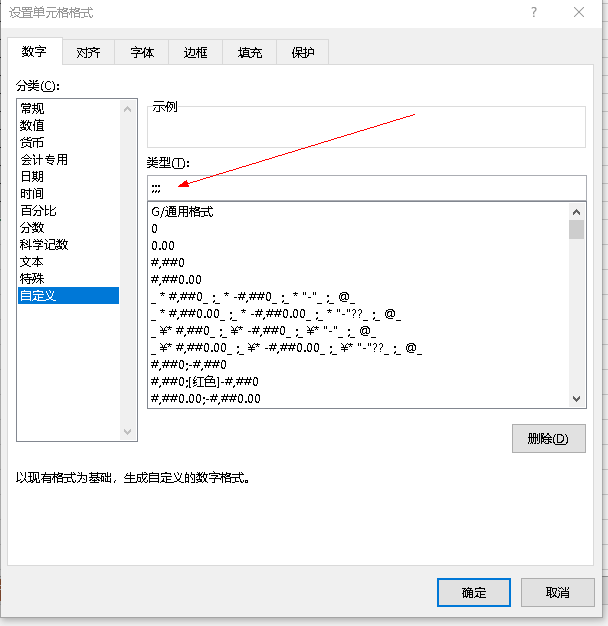 设置单元格格式
?
数字 对齐 字体 边框 填充 保护
分类(C):
常规
数值
货币
会计专用
日期
时间
百分比
分数
科学记数
文本
特殊
自定义
示例
类型(T):
;;;
G/通用格式
0
0.00
#,##0
#,##0.00
_ * #,##0_ ;_ * -#,##0_ ;_ * "-"_ ;_ @_
_ * #,##0.00_ ;_ * -#,##0.00_ ;_ * "-"??_ ;_ @_
_ ¥* #,##0_ ;_ ¥* -#,##0_ ;_ ¥* "-"_ ;_ @_
_ ¥* #,##0.00_ ;_ ¥* -#,##0.00_ ;_ ¥* "-"??_ ;_ @_
#,##0;-#,##0
#,##0;[红色]-#,##0
#,##0.00;-#,##0.00
删除(D)
以现有格式为基础，生成自定义的数字格式。
确定 取消